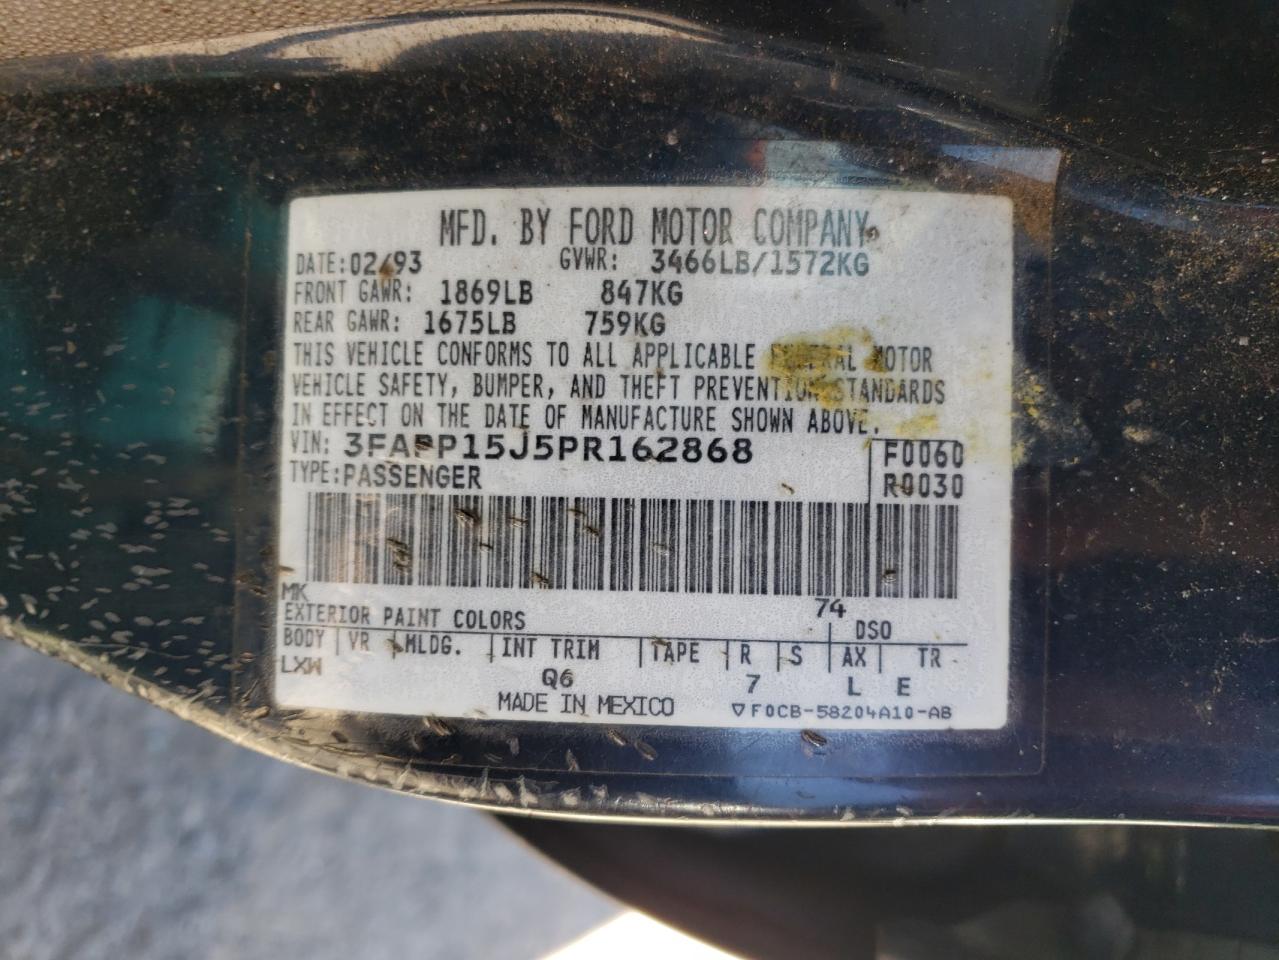 MFD. BY FORD MOTOR COMPANY
DATE: 02/93 GVWR: 3466LB/1572KG
FRONT GAWR: 1869LB 847KG
REAR GAWR: 1675LB 759KG
THIS VEHICLE CONFORMS TO ALL APPLICABLE FEDERAL MOTOR
VEHICLE SAFETY, BUMPER, AND THEFT PREVENTION STANDARDS
IN EFFECT ON THE DATE OF MANUFACTURE SHOWN ABOVE.
VIN: 3FAPP15J5PR162868 F0060
TYPE: PASSENGER R0030
MK 74
EXTERIOR PAINT COLORS DSO
BODY VR MLDG. INT TRIM TAPE R S AX TR
LXW Q6 7 L E
MADE IN MEXICO ▽F0CB-58204A10-AB